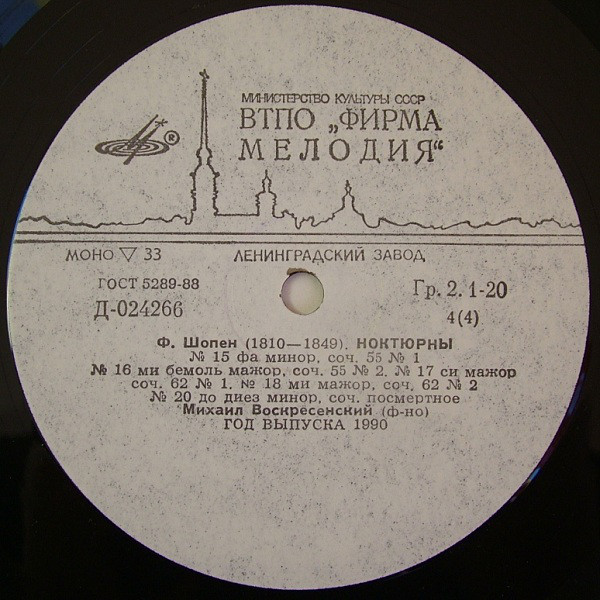 МИНИСТЕРСТВО КУЛЬТУРЫ СССР
ВТПО „ФИРМА
МЕЛОДИЯ“
®
МОНО ▽ 33 ЛЕНИНГРАДСКИЙ ЗАВОД
ГОСТ 5289-88 Гр. 2. 1-20
Д-024266 4(4)
Ф. Шопен (1810—1849). НОКТЮРНЫ
№ 15 фа минор, соч. 55 № 1
№ 16 ми бемоль мажор, соч. 55 № 2, № 17 си мажор
соч. 62 № 1. № 18 ми мажор, соч. 62 № 2
№ 20 до диез минор, соч. посмертное
Михаил Воскресенский (ф-но)
ГОД ВЫПУСКА 1990